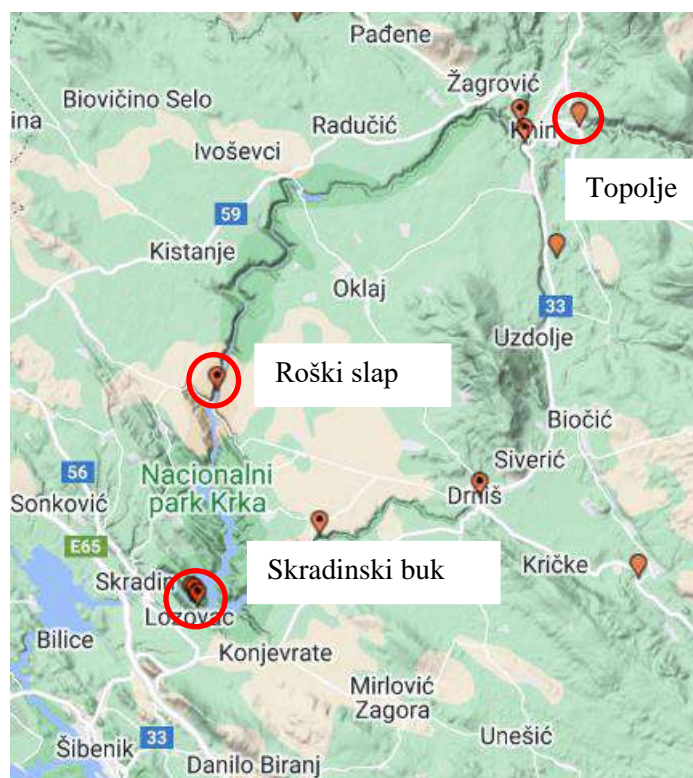 Pađene
Žagrović
Biovičino Selo
ina
Radučić
Knin
Ivoševci
Topolje
59
Kistanje
Oklaj
33
Uzdolje
Roški slap
Biočić
Nacionalni
park Krka
56
Siverić
Drniš
Sonković
E65
Skradinski buk
Kričke
Skradin
Lozovac
Bilice
Konjevrate
Mirlović
Zagora
Unešić
Šibenik
33
Danilo Biranj